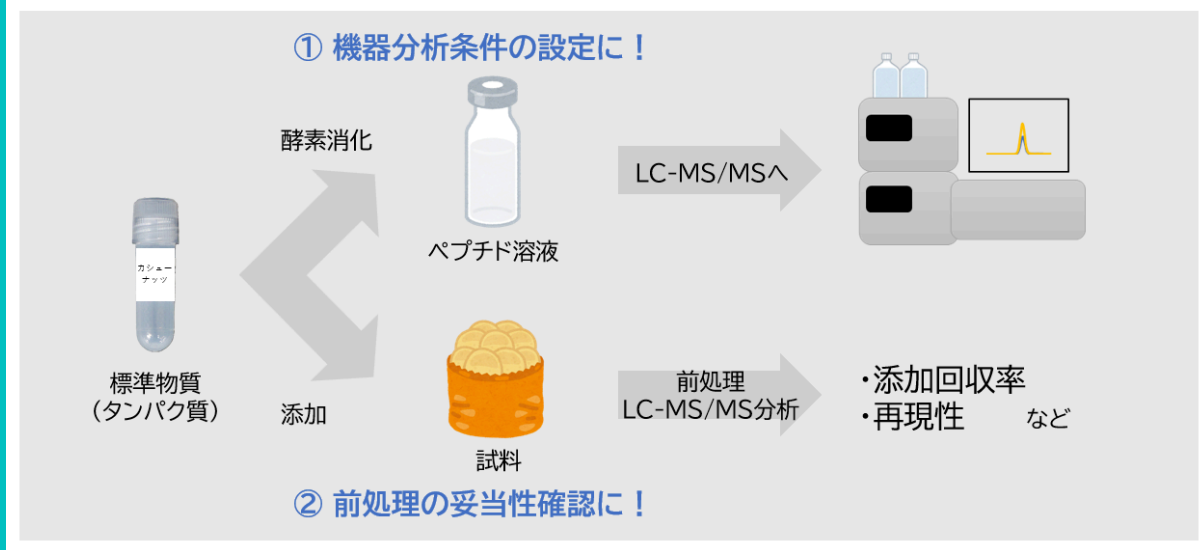 ① 機器分析条件の設定に！
酵素消化
LC-MS/MSへ
ペプチド溶液
カシュー
ナッツ
標準物質
（タンパク質）
添加
試料
前処理
LC-MS/MS分析
・添加回収率
・再現性 など
② 前処理の妥当性確認に！